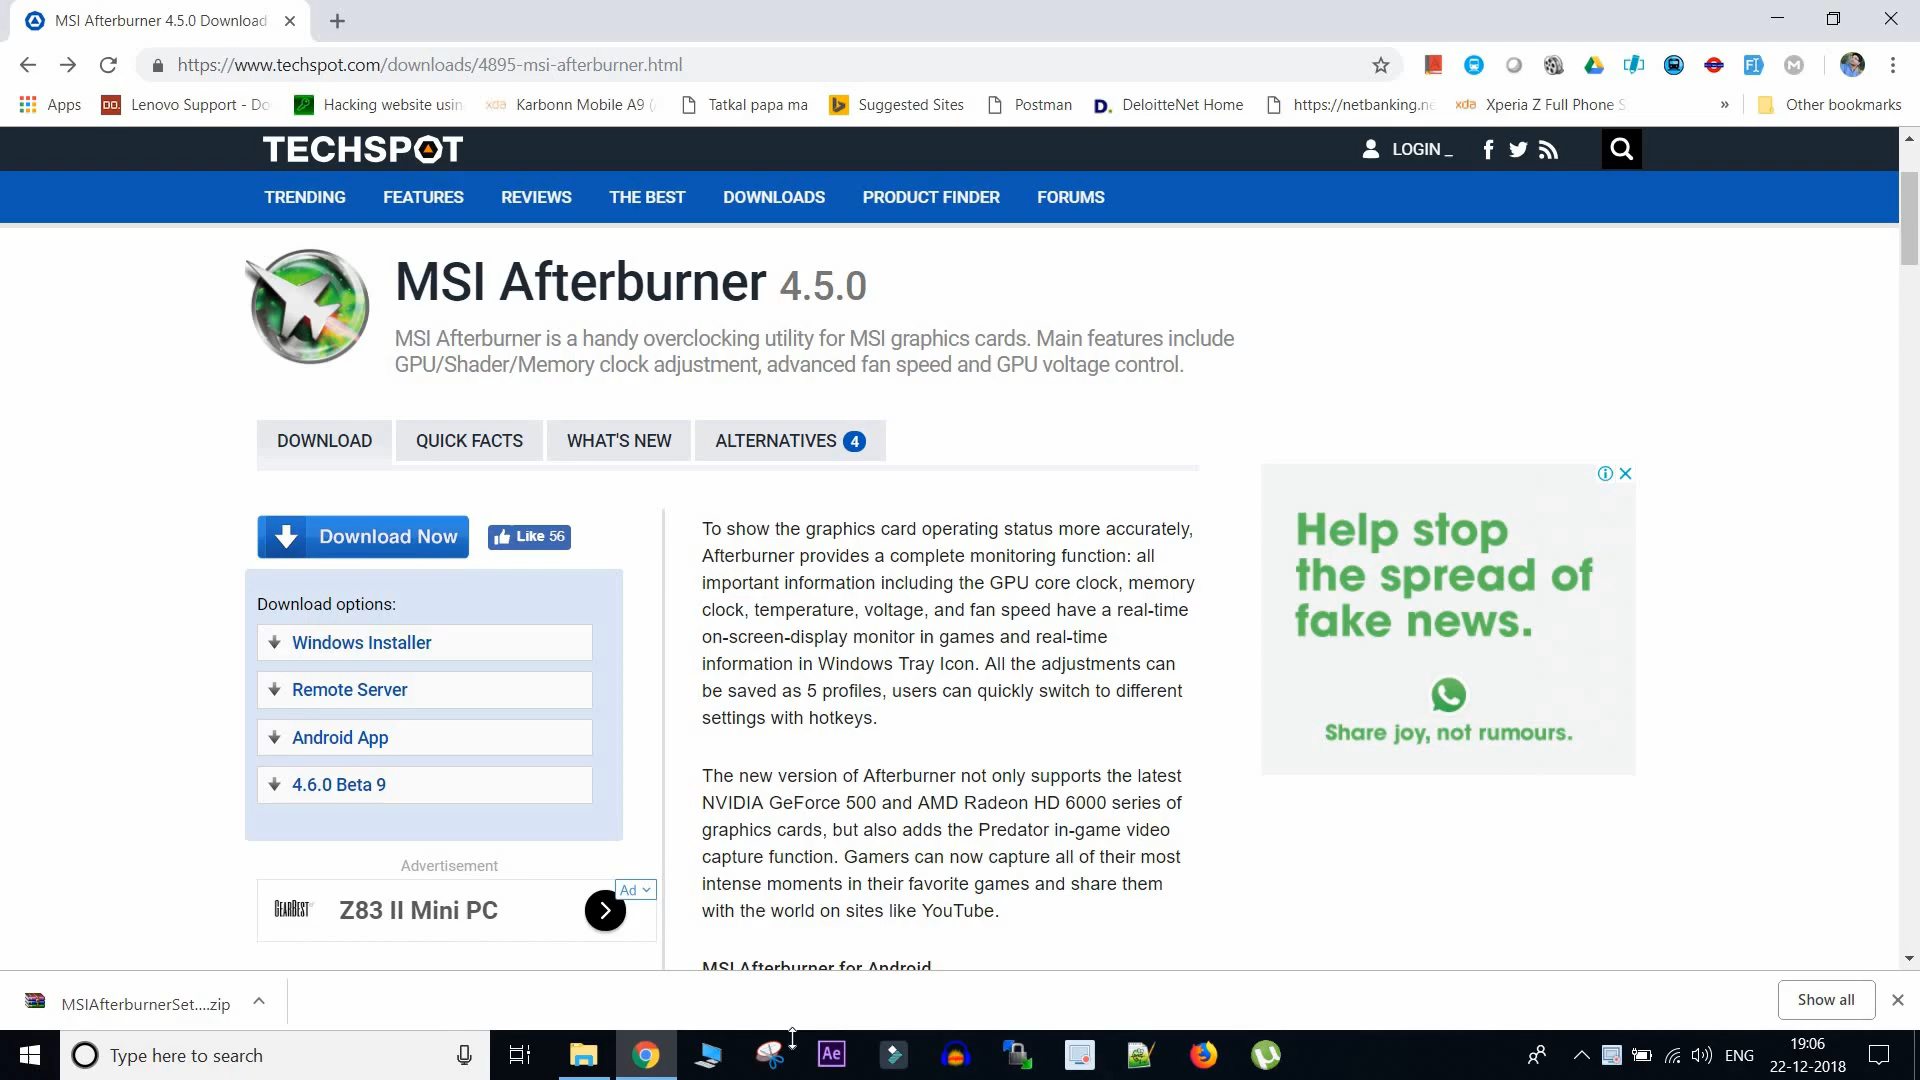 MSI Afterburner 4.5.0 Download
https://www.techspot.com/downloads/4895-msi-afterburner.html
Apps
DO. Lenovo Support - Do
Hacking website usin
xda Karbonn Mobile A9 (
Tatkal papa ma
Suggested Sites
Postman
D. DeloitteNet Home
https://netbanking.ne
xda Xperia Z Full Phone S
»
Other bookmarks
TECHSPOT
LOGIN _
TRENDING FEATURES REVIEWS THE BEST DOWNLOADS PRODUCT FINDER FORUMS
MSI Afterburner 4.5.0
MSI Afterburner is a handy overclocking utility for MSI graphics cards. Main features include
GPU/Shader/Memory clock adjustment, advanced fan speed and GPU voltage control.
DOWNLOAD QUICK FACTS WHAT'S NEW ALTERNATIVES 4
Download Now
Like 56
Download options:
Windows Installer
Remote Server
Android App
4.6.0 Beta 9
Advertisement
Ad
GEARBEST
Z83 II Mini PC
To show the graphics card operating status more accurately,
Afterburner provides a complete monitoring function: all
important information including the GPU core clock, memory
clock, temperature, voltage, and fan speed have a real-time
on-screen-display monitor in games and real-time
information in Windows Tray Icon. All the adjustments can
be saved as 5 profiles, users can quickly switch to different
settings with hotkeys.
The new version of Afterburner not only supports the latest
NVIDIA GeForce 500 and AMD Radeon HD 6000 series of
graphics cards, but also adds the Predator in-game video
capture function. Gamers can now capture all of their most
intense moments in their favorite games and share them
with the world on sites like YouTube.
MSI Afterburner for Android
Help stop
the spread of
fake news.
Share joy, not rumours.
MSIAfterburnerSet....zip
Show all
Type here to search
Ae
ENG
19:06
22-12-2018